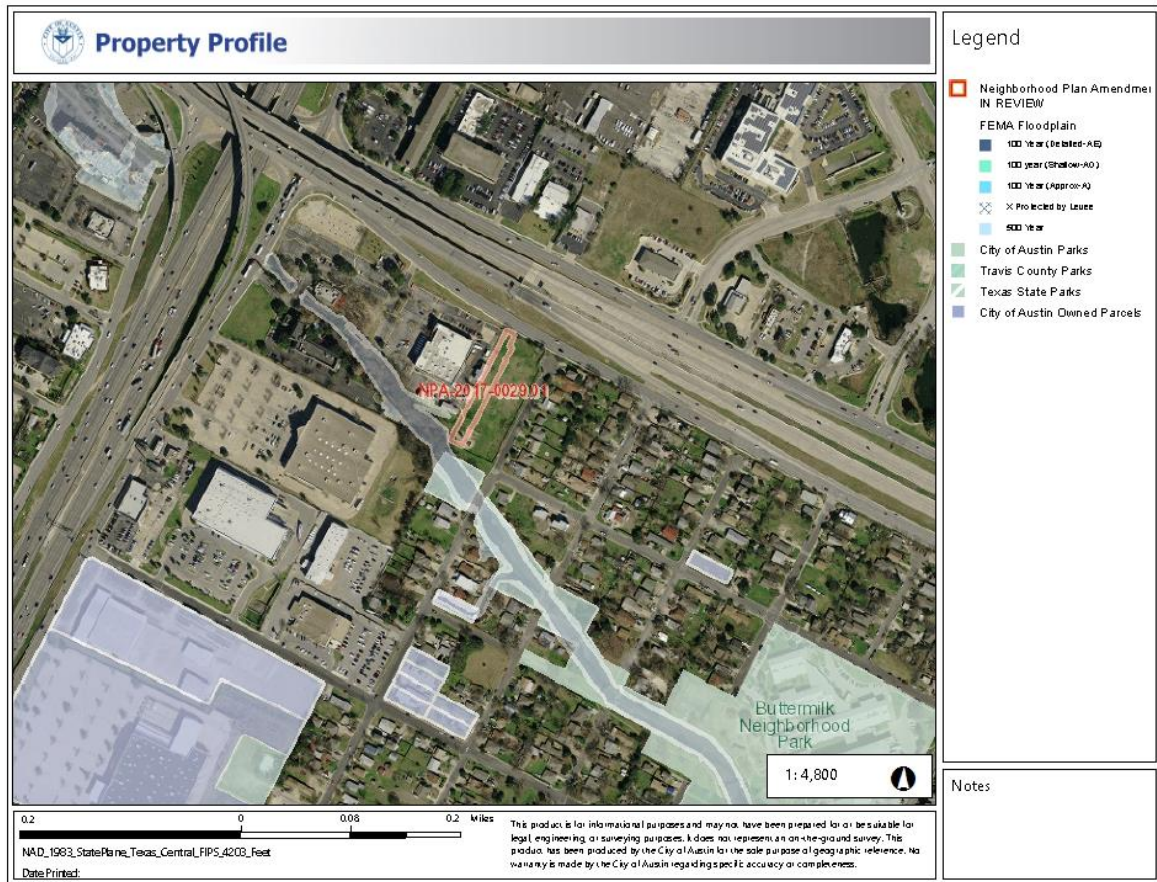 Property Profile
NPA-2017-0029.01
Buttermilk
Neighborhood
Park
1: 4,800
Legend
Neighborhood Plan Amendmer
IN REVIEW
FEMA Floodplain
100 Year (Detailed-AE)
100 year (Shallow-AO)
100 Year (Approx-A)
X Protected by Levee
500 Year
City of Austin Parks
Travis County Parks
Texas State Parks
City of Austin Owned Parcels
Notes
0.2 0 0.08 0.2 Miles
NAD_1983_StatePlane_Texas_Central_FIPS_4203_Feet
Date Printed:
This product is for informational purposes and may not have been prepared for or be suitable for
legal, engineering, or surveying purposes. It does not represent an on-the-ground survey. This
product has been produced by the City of Austin for the sole purpose of geographic reference. No
warranty is made by the City of Austin regarding specific accuracy or completeness.